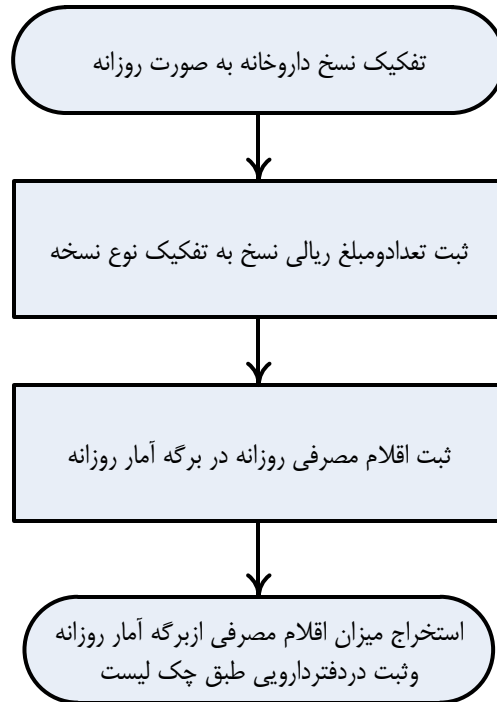 تفکیک نسخ داروخانه به صورت روزانه
ثبت تعدادومبلغ ریالی نسخ به تفکیک نوع نسخه
ثبت اقلام مصرفی روزانه در برگه آمار روزانه
استخراج میزان اقلام مصرفی ازبرگه آمار روزانه
وثبت دردفتردارویی طبق چک لیست